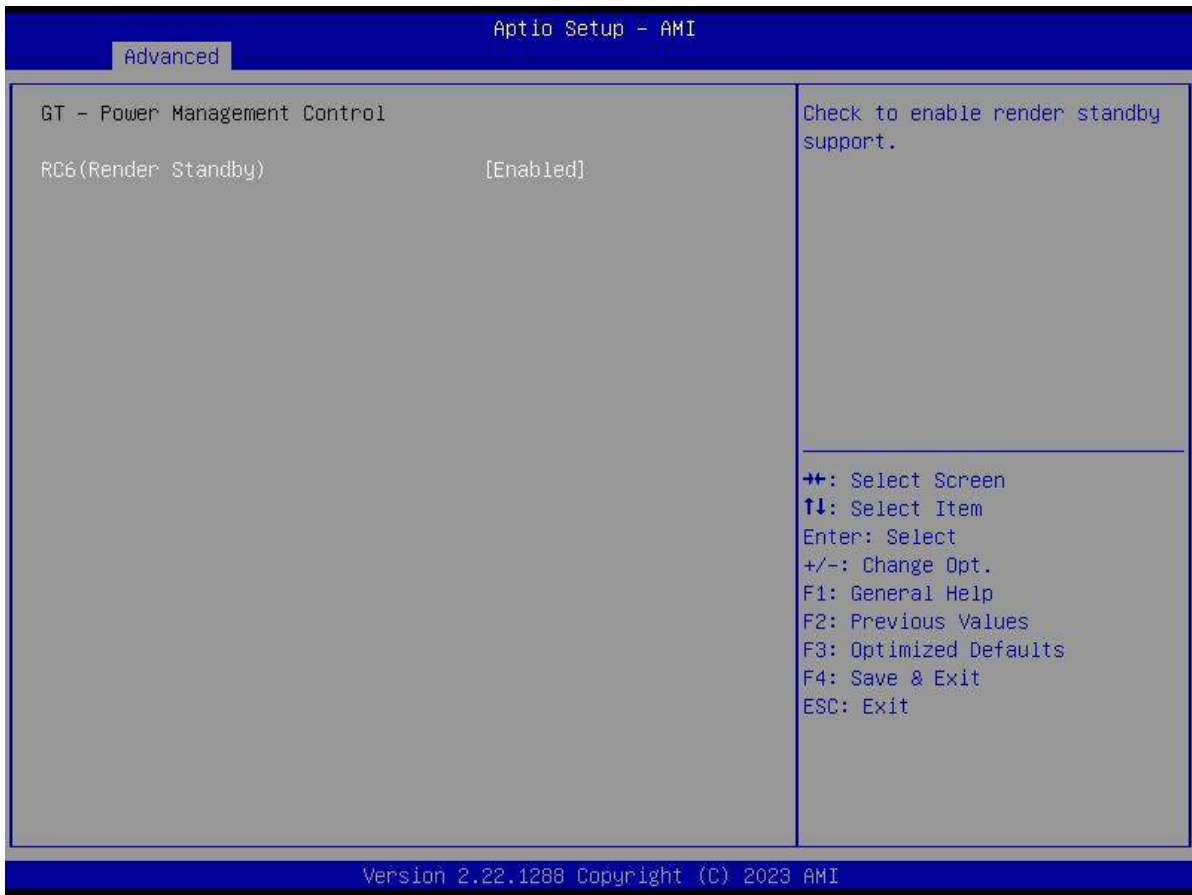 Aptio Setup - AMI
Advanced
GT - Power Management Control
RC6(Render Standby) [Enabled]
Check to enable render standby
support.
→←: Select Screen
↑↓: Select Item
Enter: Select
+/-: Change Opt.
F1: General Help
F2: Previous Values
F3: Optimized Defaults
F4: Save & Exit
ESC: Exit
Version 2.22.1288 Copyright (C) 2023 AMI